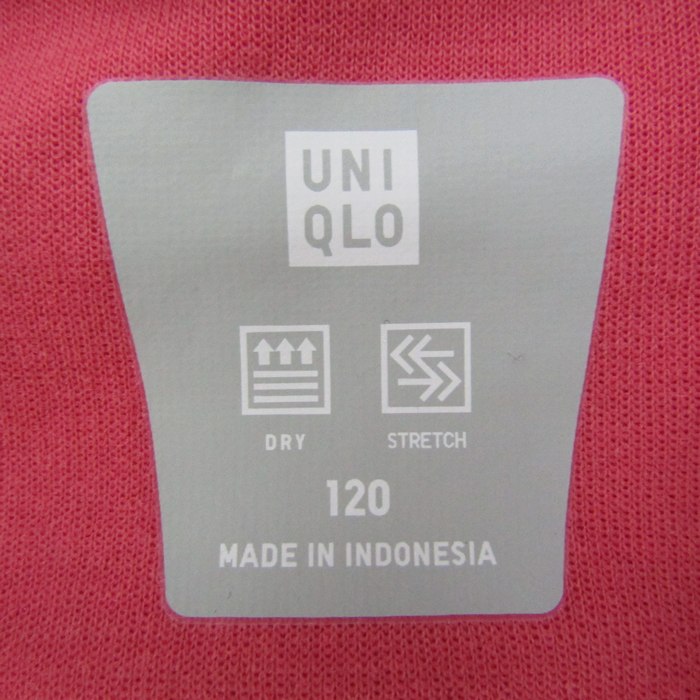 UNI
QLO
DRY STRETCH
120
MADE IN INDONESIA